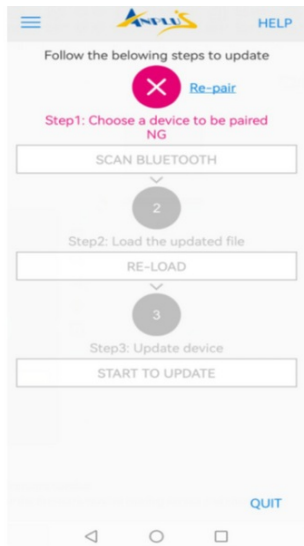 ANPLUS
HELP
Follow the belowing steps to update
Re-pair
Step1: Choose a device to be paired
NG
SCAN BLUETOOTH
2
Step2: Load the updated file
RE-LOAD
3
Step3: Update device
START TO UPDATE
QUIT